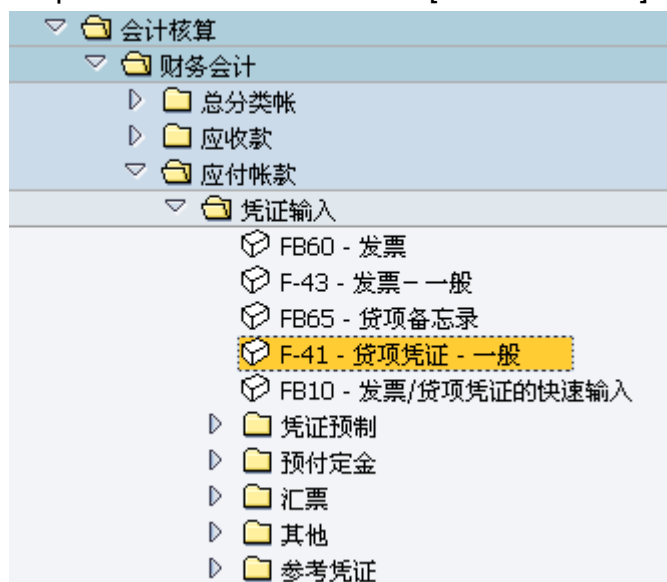 会计核算
财务会计
总分类帐
应收款
应付帐款
凭证输入
FB60 - 发票
F-43 - 发票－一般
FB65 - 贷项备忘录
F-41 - 贷项凭证 - 一般
FB10 - 发票/贷项凭证的快速输入
凭证预制
预付定金
汇票
其他
参考凭证